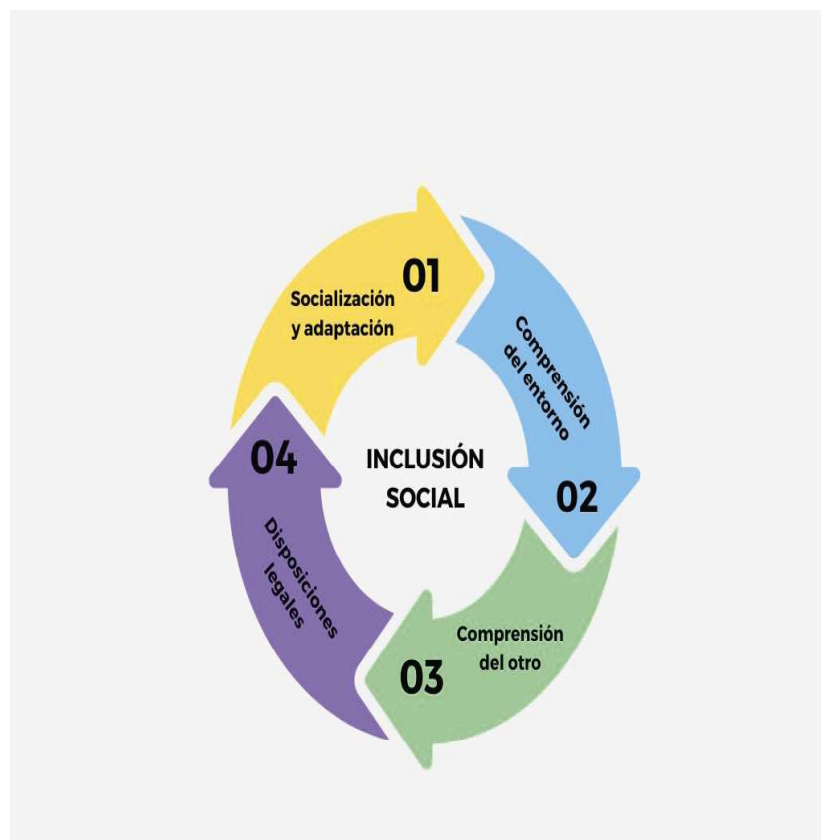 01
Socialización
y adaptación
Comprensión
del entorno
02
Comprensión
del otro
03
Disposiciones
legales
04
INCLUSIÓN
SOCIAL